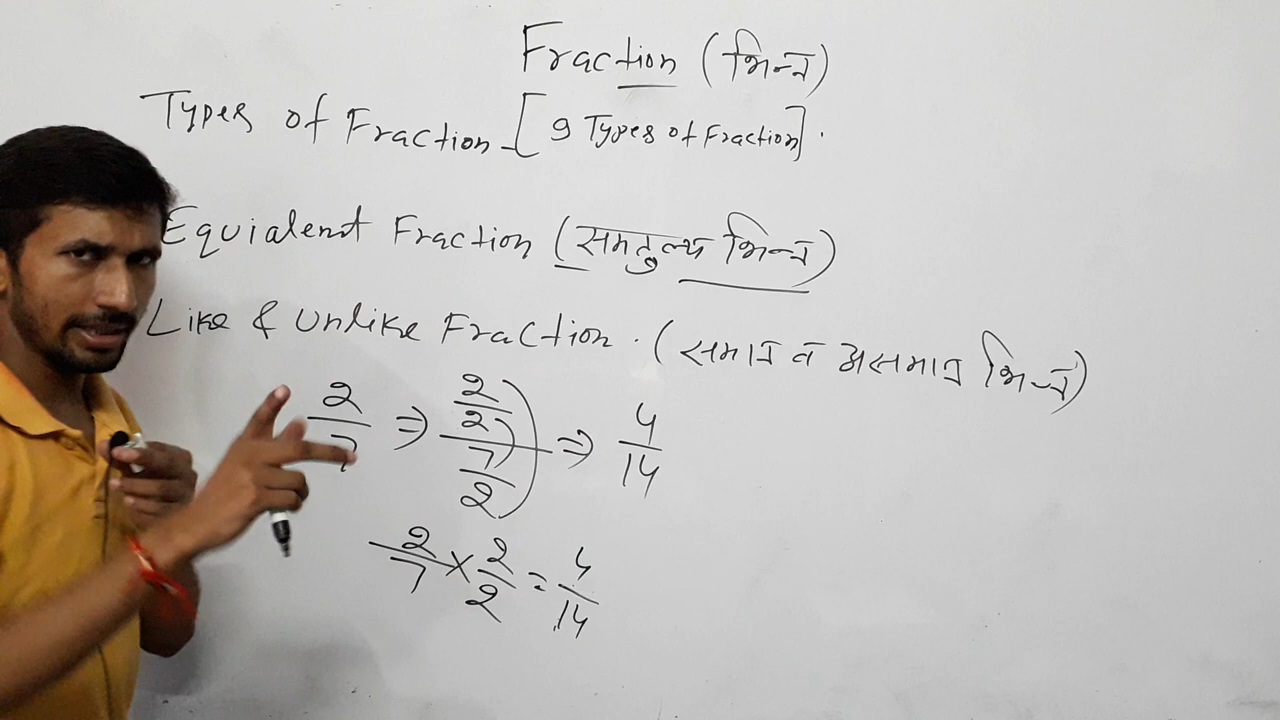 Fraction (भिन्न)
Types of Fraction - [9 Types of Fraction].
Equialent Fraction (समतुल्य भिन्न)
Like & Unlike Fraction. (समान व असमान भिन्न)
2/7 ⇒ (2/2)/(7/2) ⇒ 4/14
2/7 × 2/2 = 4/14